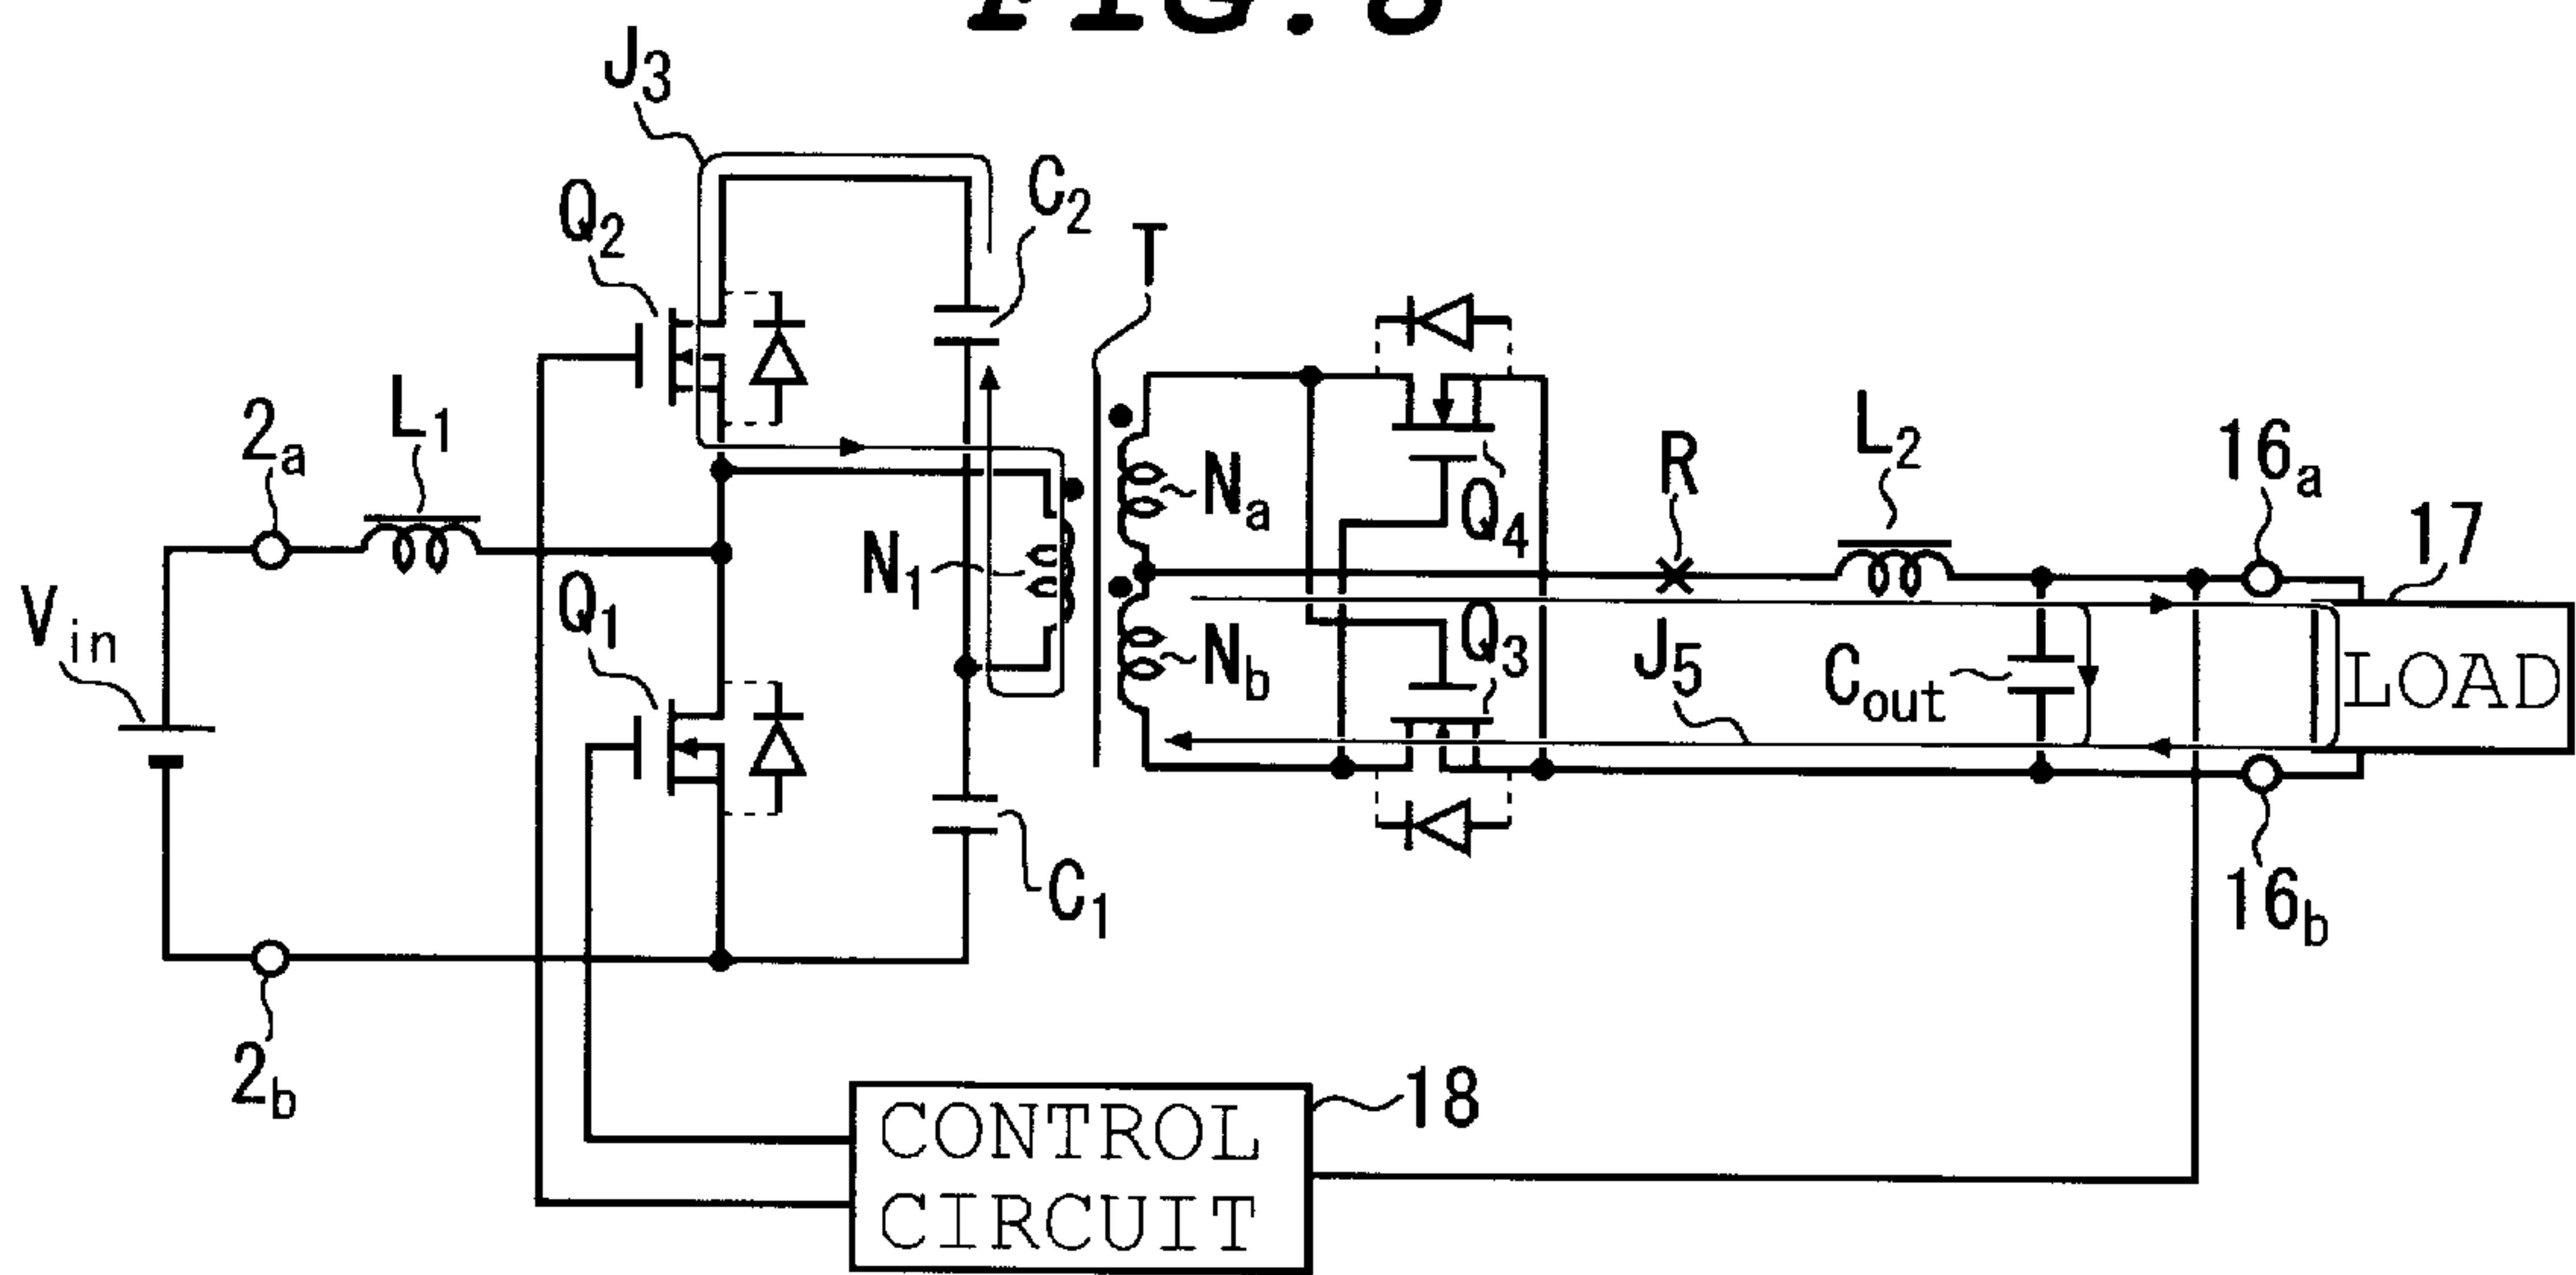 J3
Q2
C2
T
2a
L1
Vin
Q1
N1
Na
Nb
Q4
Q3
R
L2
16a
17
J5
Cout
LOAD
C1
16b
2b
CONTROL
CIRCUIT
18